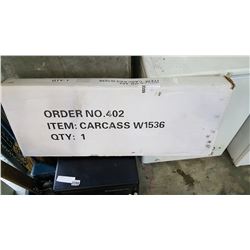 ORDER NO.402
ITEM: CARCASS W1536
QTY: 1